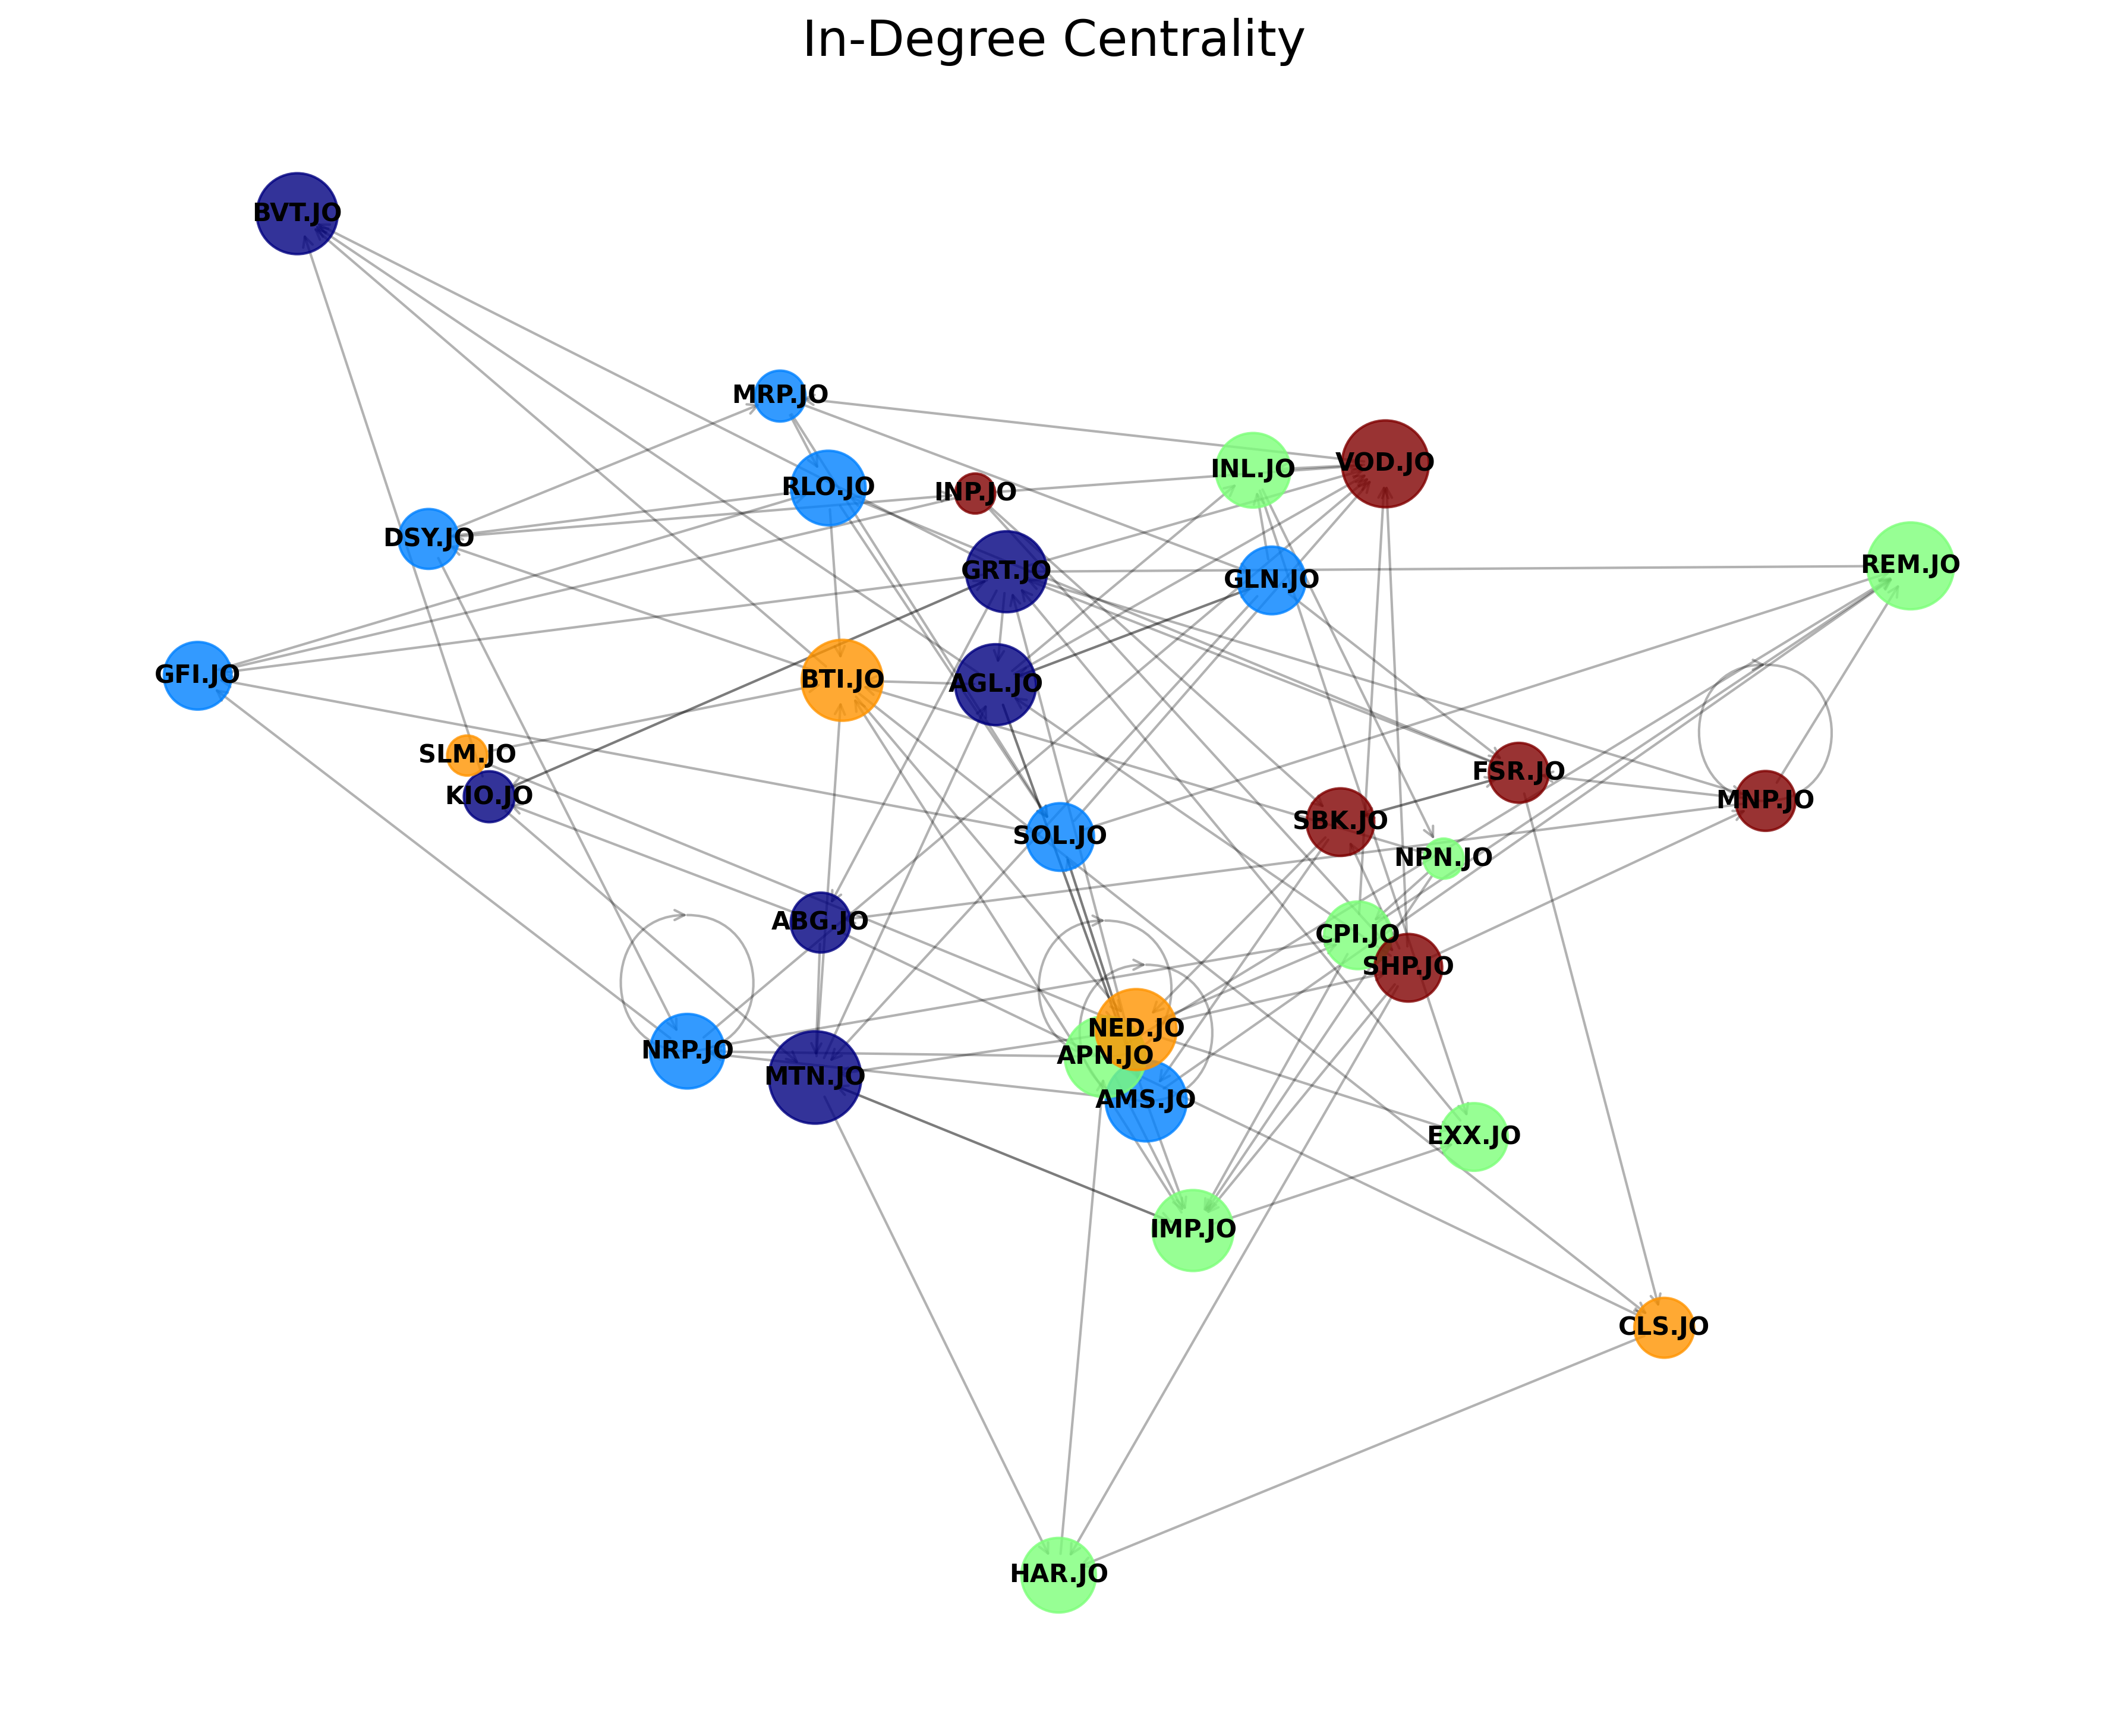 In-Degree Centrality
BVT.JO
MRP.JO
VOD.JO
INL.JO
RLO.JO
INP.JO
DSY.JO
REM.JO
GRT.JO
GLN.JO
GFI.JO
BTI.JO
AGL.JO
SLM.JO
FSR.JO
KIO.JO
MNP.JO
SBK.JO
SOL.JO
NPN.JO
ABG.JO
CPI.JO
SHP.JO
NED.JO
NRP.JO
APN.JO
MTN.JO
AMS.JO
EXX.JO
IMP.JO
CLS.JO
HAR.JO